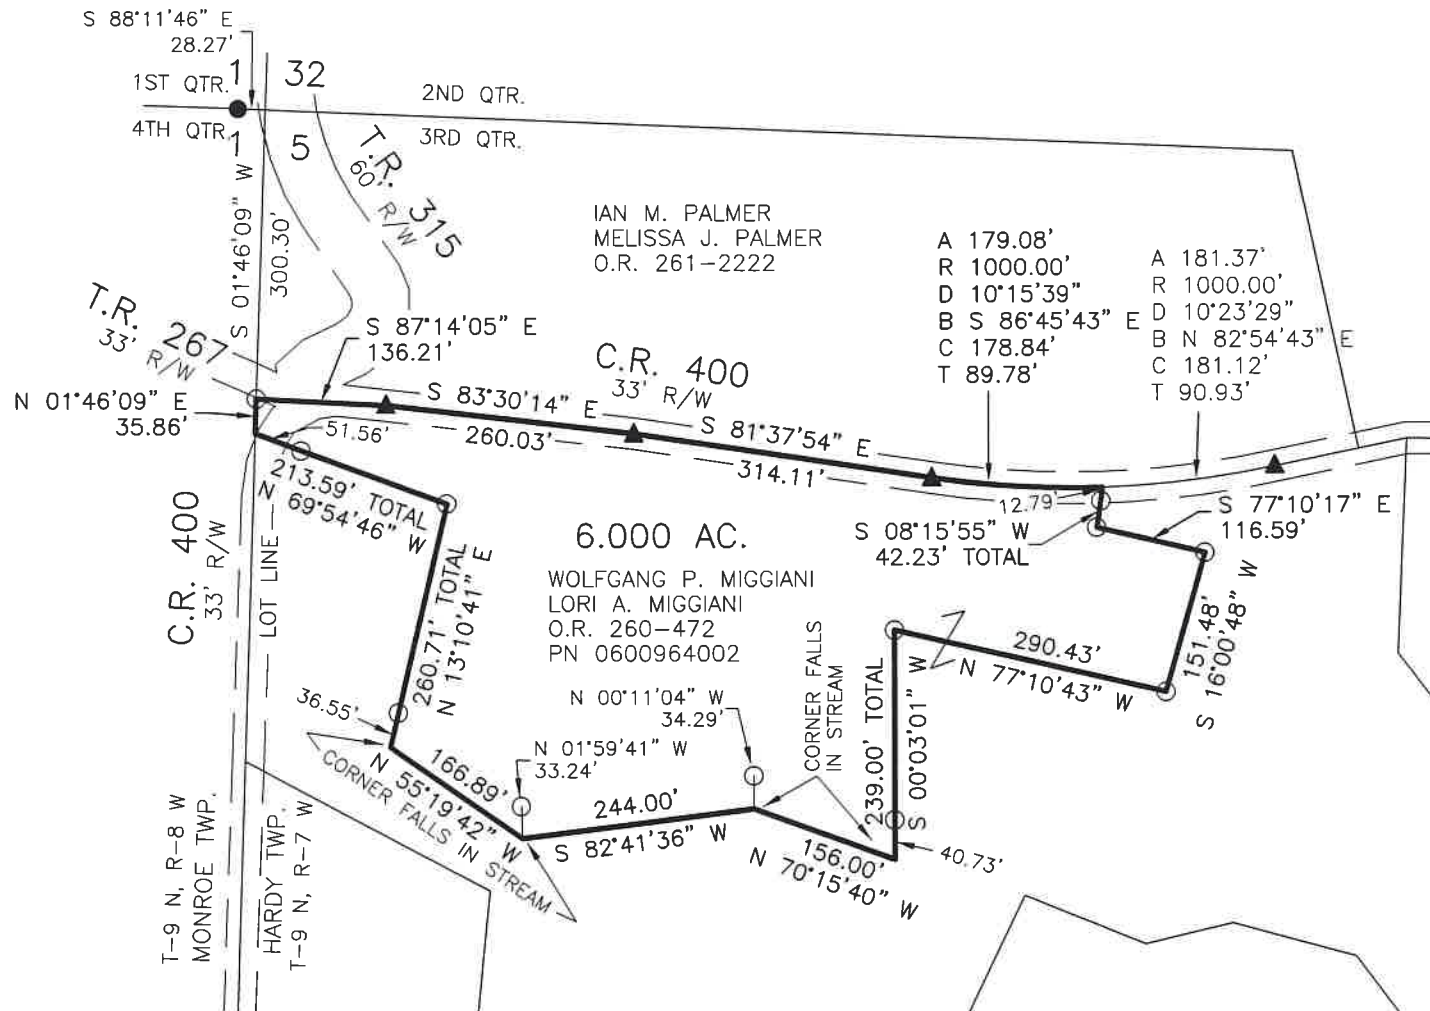 S 88°11'46" E
28.27'
1ST QTR.
1
32
2ND QTR.
4TH QTR.
1
5
3RD QTR.
S 01°46'09" W
300.30'
T.R. 315
60' R/W
IAN M. PALMER
MELISSA J. PALMER
O.R. 261-2222
A 179.08'
R 1000.00'
D 10°15'39"
B S 86°45'43" E
C 178.84'
T 89.78'
A 181.37'
R 1000.00'
D 10°23'29"
B N 82°54'43" E
C 181.12'
T 90.93'
T.R. 267
33' R/W
S 87°14'05" E
136.21'
C.R. 400
33' R/W
N 01°46'09" E
35.86'
S 83°30'14" E
260.03'
S 81°37'54" E
314.11'
51.56'
213.59' TOTAL
N 69°54'46" W
12.79'
S 08°15'55" W
42.23' TOTAL
S 77°10'17" E
116.59'
C.R. 400
33' R/W
LOT LINE
260.71' TOTAL
N 13°10'41" E
6.000 AC.
WOLFGANG P. MIGGIANI
LORI A. MIGGIANI
O.R. 260-472
PN 0600964002
151.48'
S 16°00'48" W
290.43'
N 77°10'43" W
239.00' TOTAL
S 00°03'01" W
CORNER FALLS
IN STREAM
36.55'
N 00°11'04" W
34.29'
N 01°59'41" W
33.24'
166.89'
N 55°19'42" W
CORNER FALLS IN STREAM
244.00'
S 82°41'36" W
156.00'
N 70°15'40" W
40.73'
T-9 N, R-8 W
MONROE TWP.
HARDY TWP.
T-9 N, R-7 W